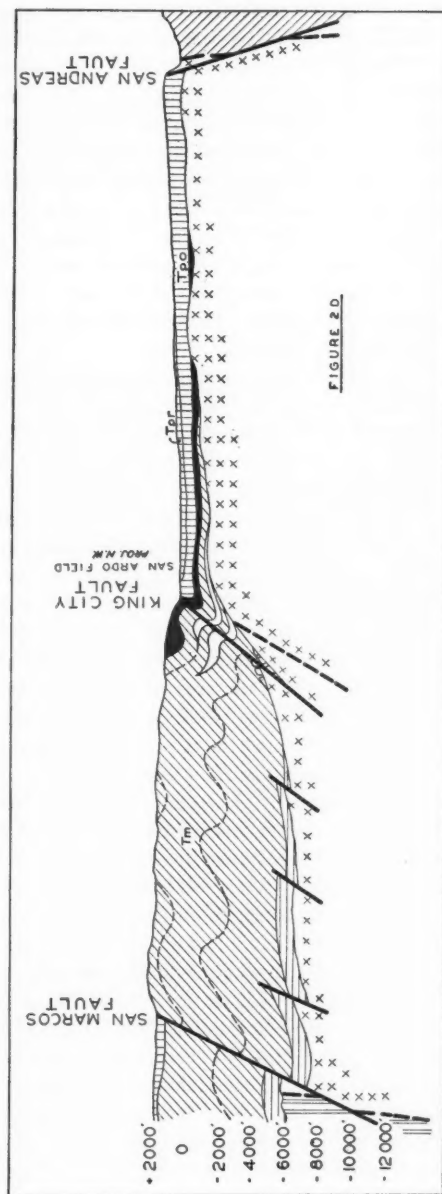 SAN MARCOS
FAULT
KING CITY
FAULT
SAN ARDO FIELD
PROJ. N.W.
SAN ANDREAS
FAULT
+ 2000'
0
- 2000'
- 4000'
- 6000'
- 8000'
- 10000'
- 12000'
Tm
Tpr
Tpo
FIGURE 2D